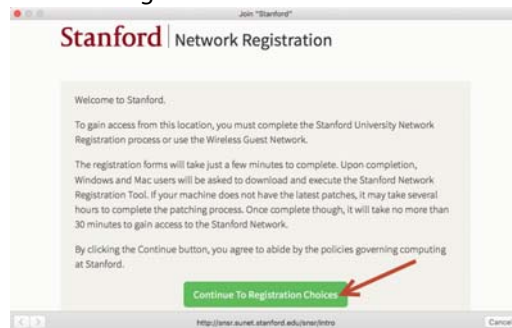 Join "Stanford"
Stanford Network Registration
Welcome to Stanford.
To gain access from this location, you must complete the Stanford University Network
Registration process or use the Wireless Guest Network.
The registration forms will take just a few minutes to complete. Upon completion,
Windows and Mac users will be asked to download and execute the Stanford Network
Registration Tool. If your machine does not have the latest patches, it may take several
hours to complete the patching process. Once complete though, it will take no more than
30 minutes to gain access to the Stanford Network.
By clicking the Continue button, you agree to abide by the policies governing computing
at Stanford.
Continue To Registration Choices
http://snsr.sunet.stanford.edu/snsr/intro
Cancel